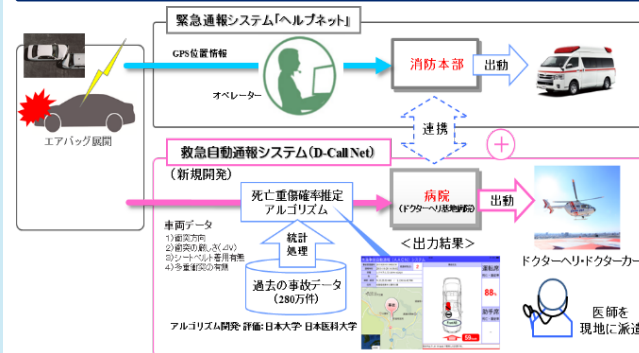 緊急通報システム「ヘルプネット」
GPS位置情報
オペレーター
消防本部
出動
エアバッグ展開
連携
救急自動通報システム(D-Call Net)
(新規開発)
死亡重傷確率推定
アルゴリズム
病院
(ドクターヘリ基地病院)
出動
車両データ
1)衝突方向
2)衝突の厳しさ(⊿V)
3)シートベルト着用有無
4)多重衝突の有無
統計
処理
<出力結果>
ドクターヘリ・ドクターカー
過去の事故データ
(280万件)
運転席
88%
助手席
医師を
現地に派遣
アルゴリズム開発・評価:日本大学・日本医科大学